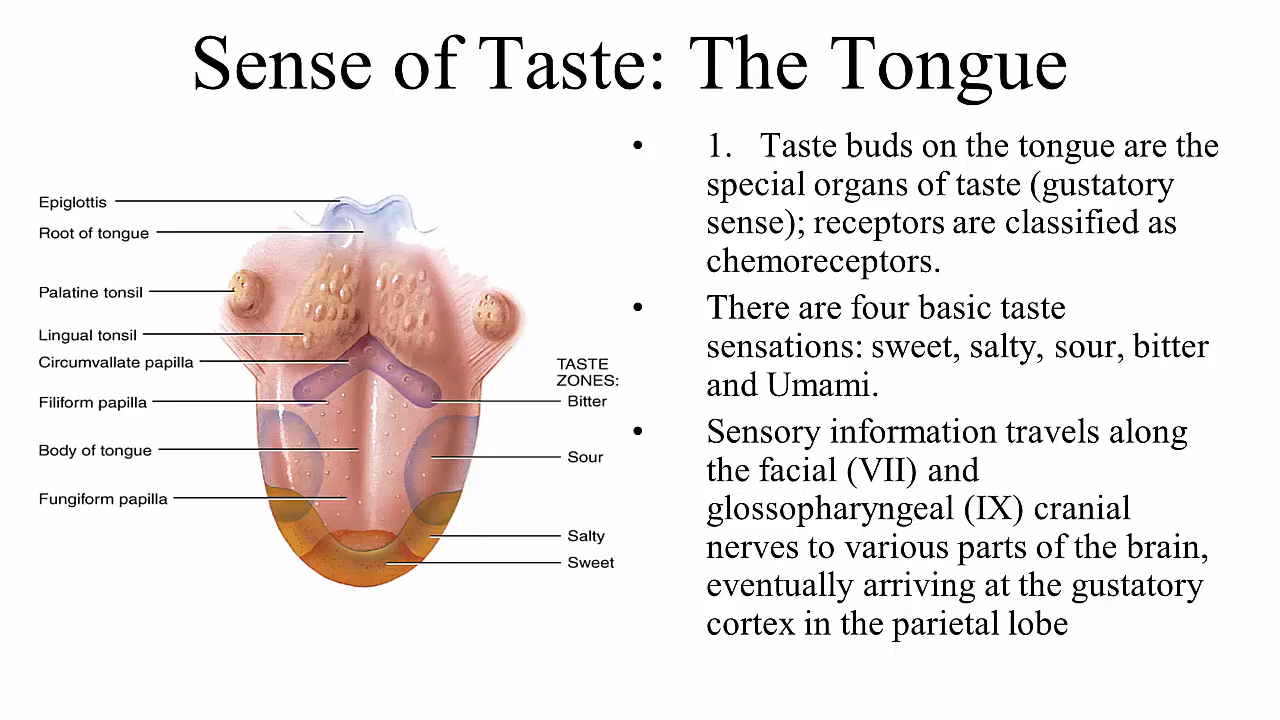 Sense of Taste: The Tongue
Epiglottis
Root of tongue
Palatine tonsil
Lingual tonsil
Circumvallate papilla
Filiform papilla
Body of tongue
Fungiform papilla
TASTE
ZONES:
Bitter
Sour
Salty
Sweet
• 1. Taste buds on the tongue are the
special organs of taste (gustatory
sense); receptors are classified as
chemoreceptors.
• There are four basic taste
sensations: sweet, salty, sour, bitter
and Umami.
• Sensory information travels along
the facial (VII) and
glossopharyngeal (IX) cranial
nerves to various parts of the brain,
eventually arriving at the gustatory
cortex in the parietal lobe